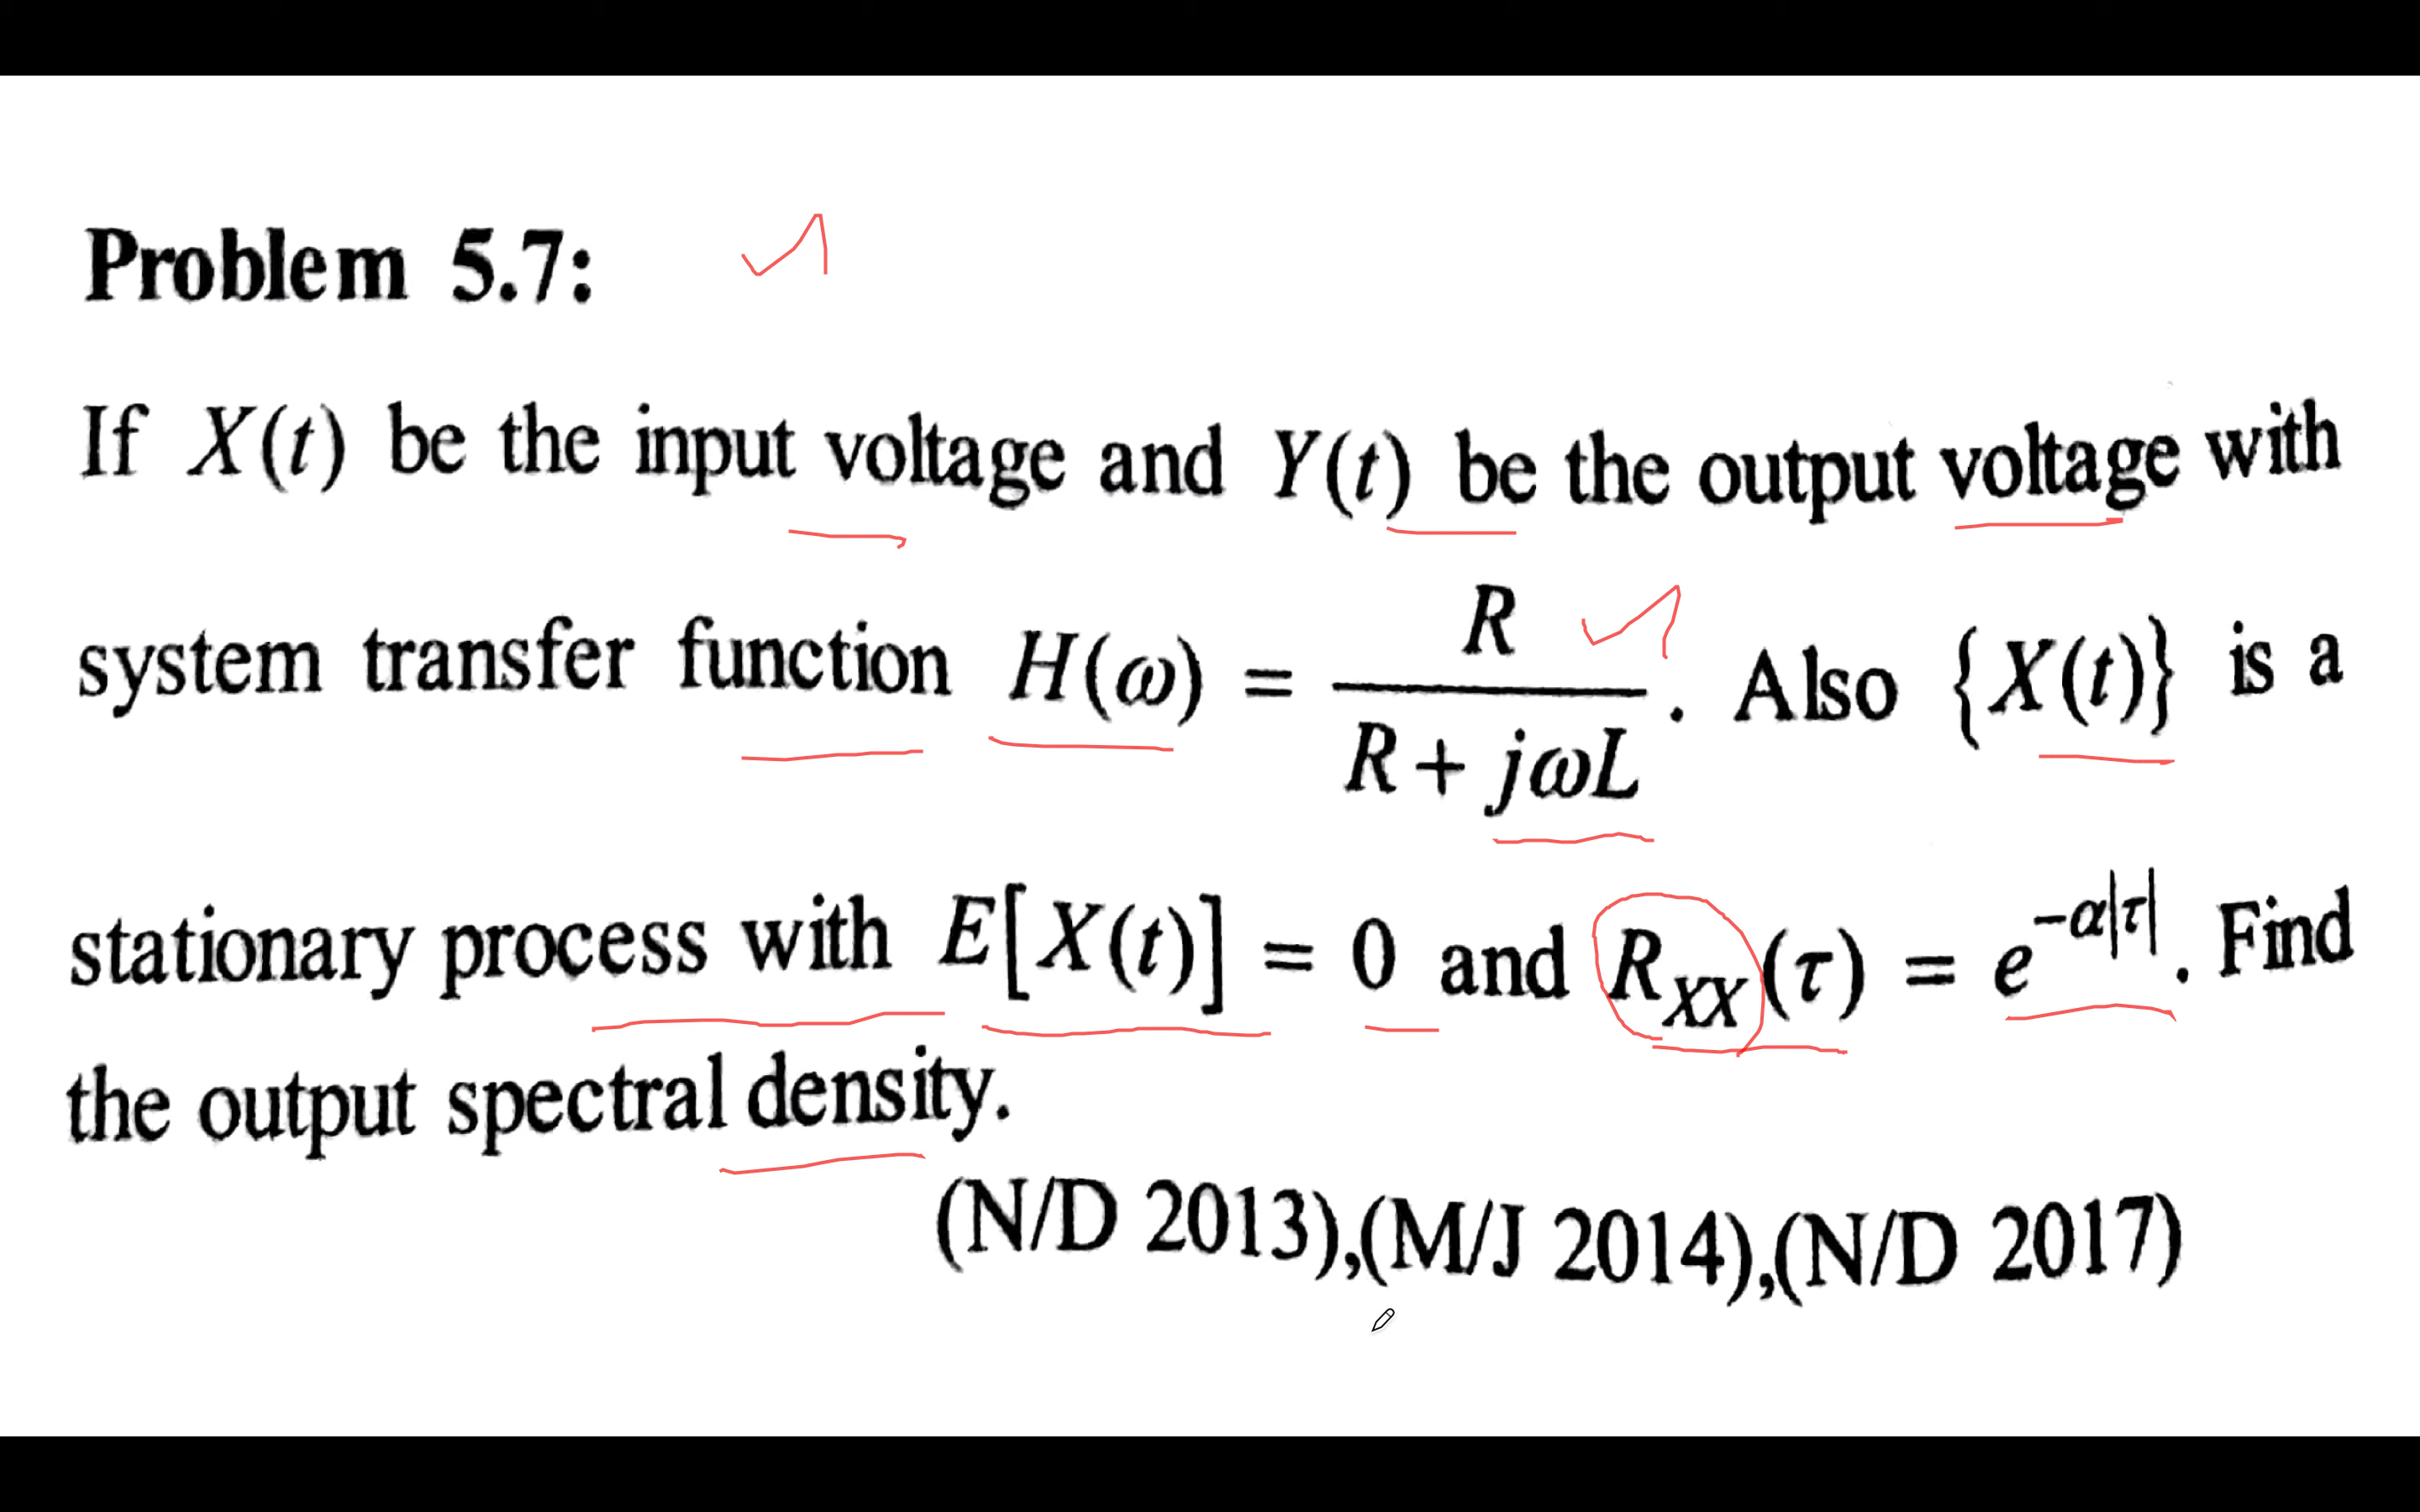 Problem 5.7:
If X(t) be the input voltage and Y(t) be the output voltage with
system transfer function H(ω) = R / (R + jωL). Also {X(t)} is a
stationary process with E[X(t)] = 0 and R_XX(τ) = e^{-α|τ|}. Find
the output spectral density.
(N/D 2013),(M/J 2014),(N/D 2017)